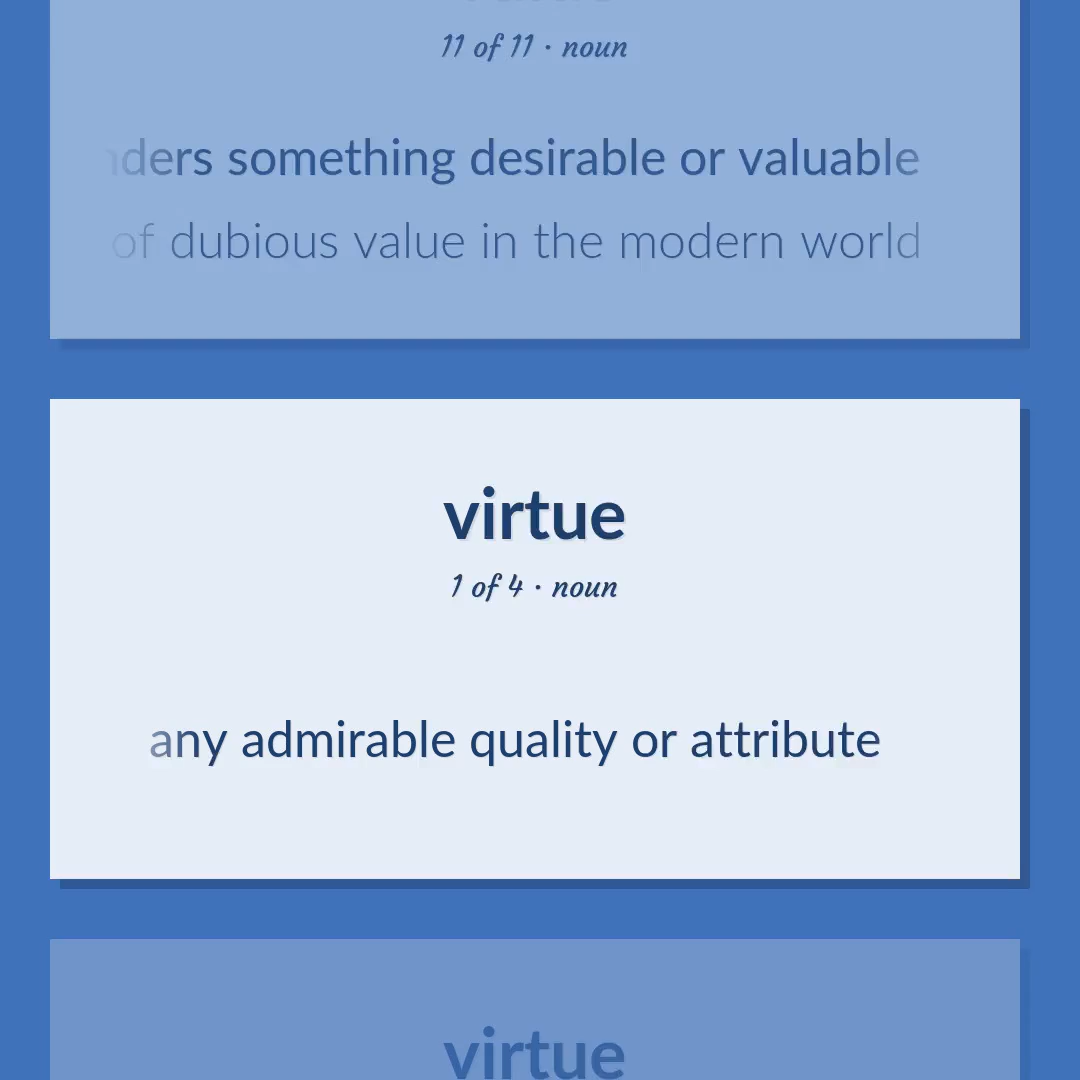 11 of 11 · noun
something desirable or valuable
of dubious value in the modern world
virtue
1 of 4 · noun
any admirable quality or attribute
virtue